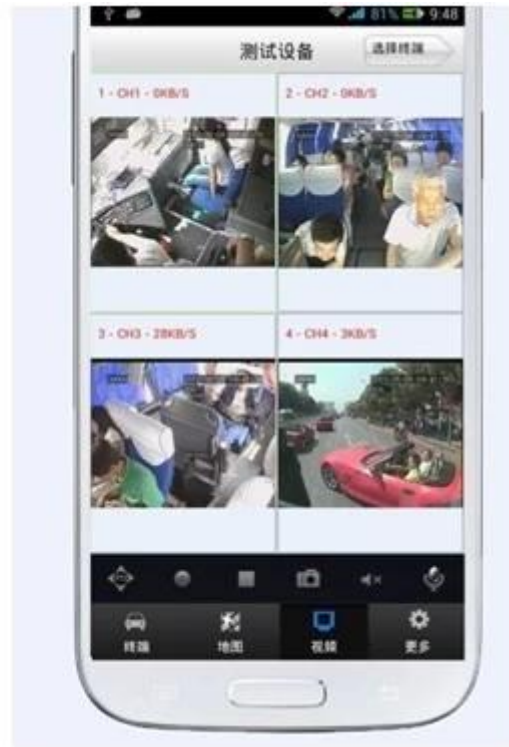 81% 9:48
测试设备 选择终端
1 - CH1 - 0KB/S
2 - CH2 - 0KB/S
3 - CH3 - 28KB/S
4 - CH4 - 3KB/S
终端 地图 视频 更多